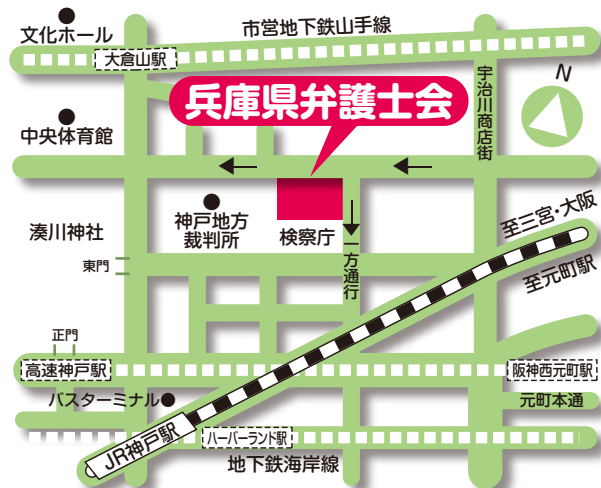 文化ホール
市営地下鉄山手線
大倉山駅
兵庫県弁護士会
宇治川商店街
N
中央体育館
神戸地方
裁判所
検察庁
一方通行
湊川神社
東門
至三宮・大阪
至元町駅
正門
高速神戸駅
阪神西元町駅
バスターミナル
元町本通
JR神戸駅
ハーバーランド駅
地下鉄海岸線